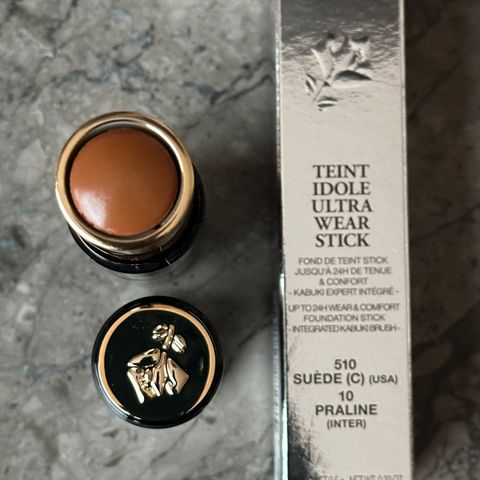 TEINT
IDOLE
ULTRA
WEAR
STICK
FOND DE TEINT STICK
JUSQU'À 24H DE TENUE
& CONFORT
- KABUKI EXPERT INTÉGRÉ -
UP TO 24H WEAR & COMFORT
FOUNDATION STICK
- INTEGRATED KABUKI BRUSH -
510
SUÈDE (C) (USA)
10
PRALINE
(INTER)